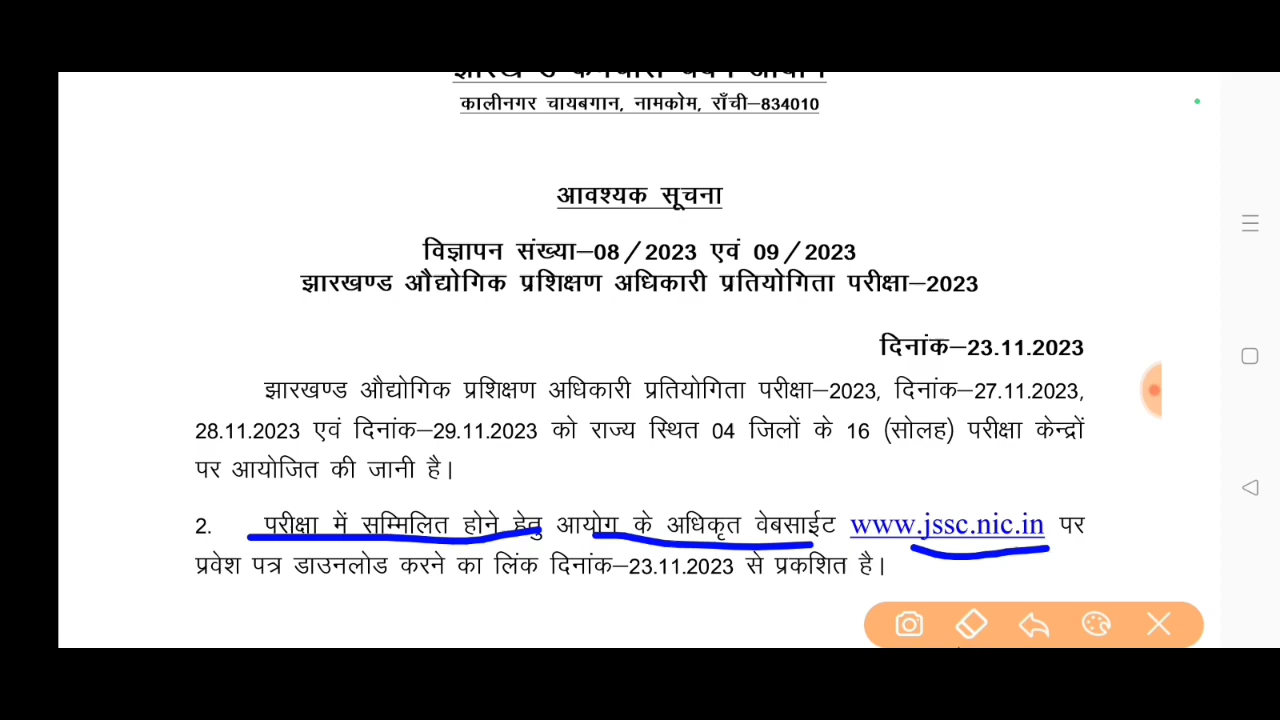 कालीनगर चायबगान, नामकोम, राँची–834010
आवश्यक सूचना
विज्ञापन संख्या–08/2023 एवं 09/2023
झारखण्ड औद्योगिक प्रशिक्षण अधिकारी प्रतियोगिता परीक्षा–2023
दिनांक–23.11.2023
झारखण्ड औद्योगिक प्रशिक्षण अधिकारी प्रतियोगिता परीक्षा–2023, दिनांक–27.11.2023,
28.11.2023 एवं दिनांक–29.11.2023 को राज्य स्थित 04 जिलों के 16 (सोलह) परीक्षा केन्द्रों
पर आयोजित की जानी है।
2. परीक्षा में सम्मिलित होने हेतु आयोग के अधिकृत वेबसाईट www.jssc.nic.in पर
प्रवेश पत्र डाउनलोड करने का लिंक दिनांक–23.11.2023 से प्रकाशित है।